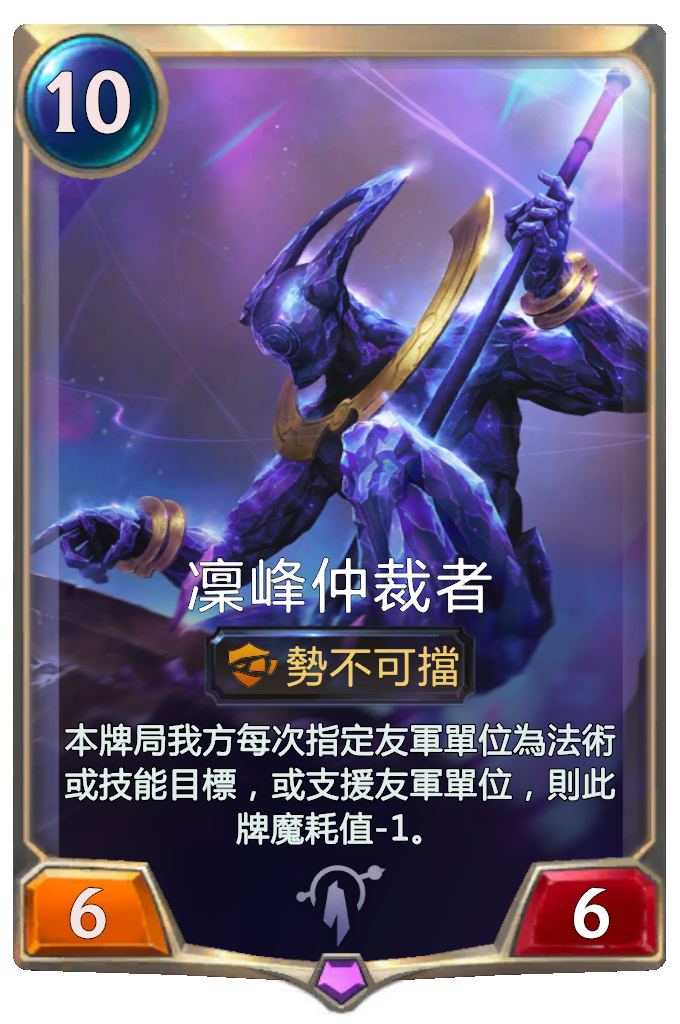 10
凜峰仲裁者
勢不可擋
本牌局我方每次指定友軍單位為法術
或技能目標，或支援友軍單位，則此
牌魔耗值-1。
6
6